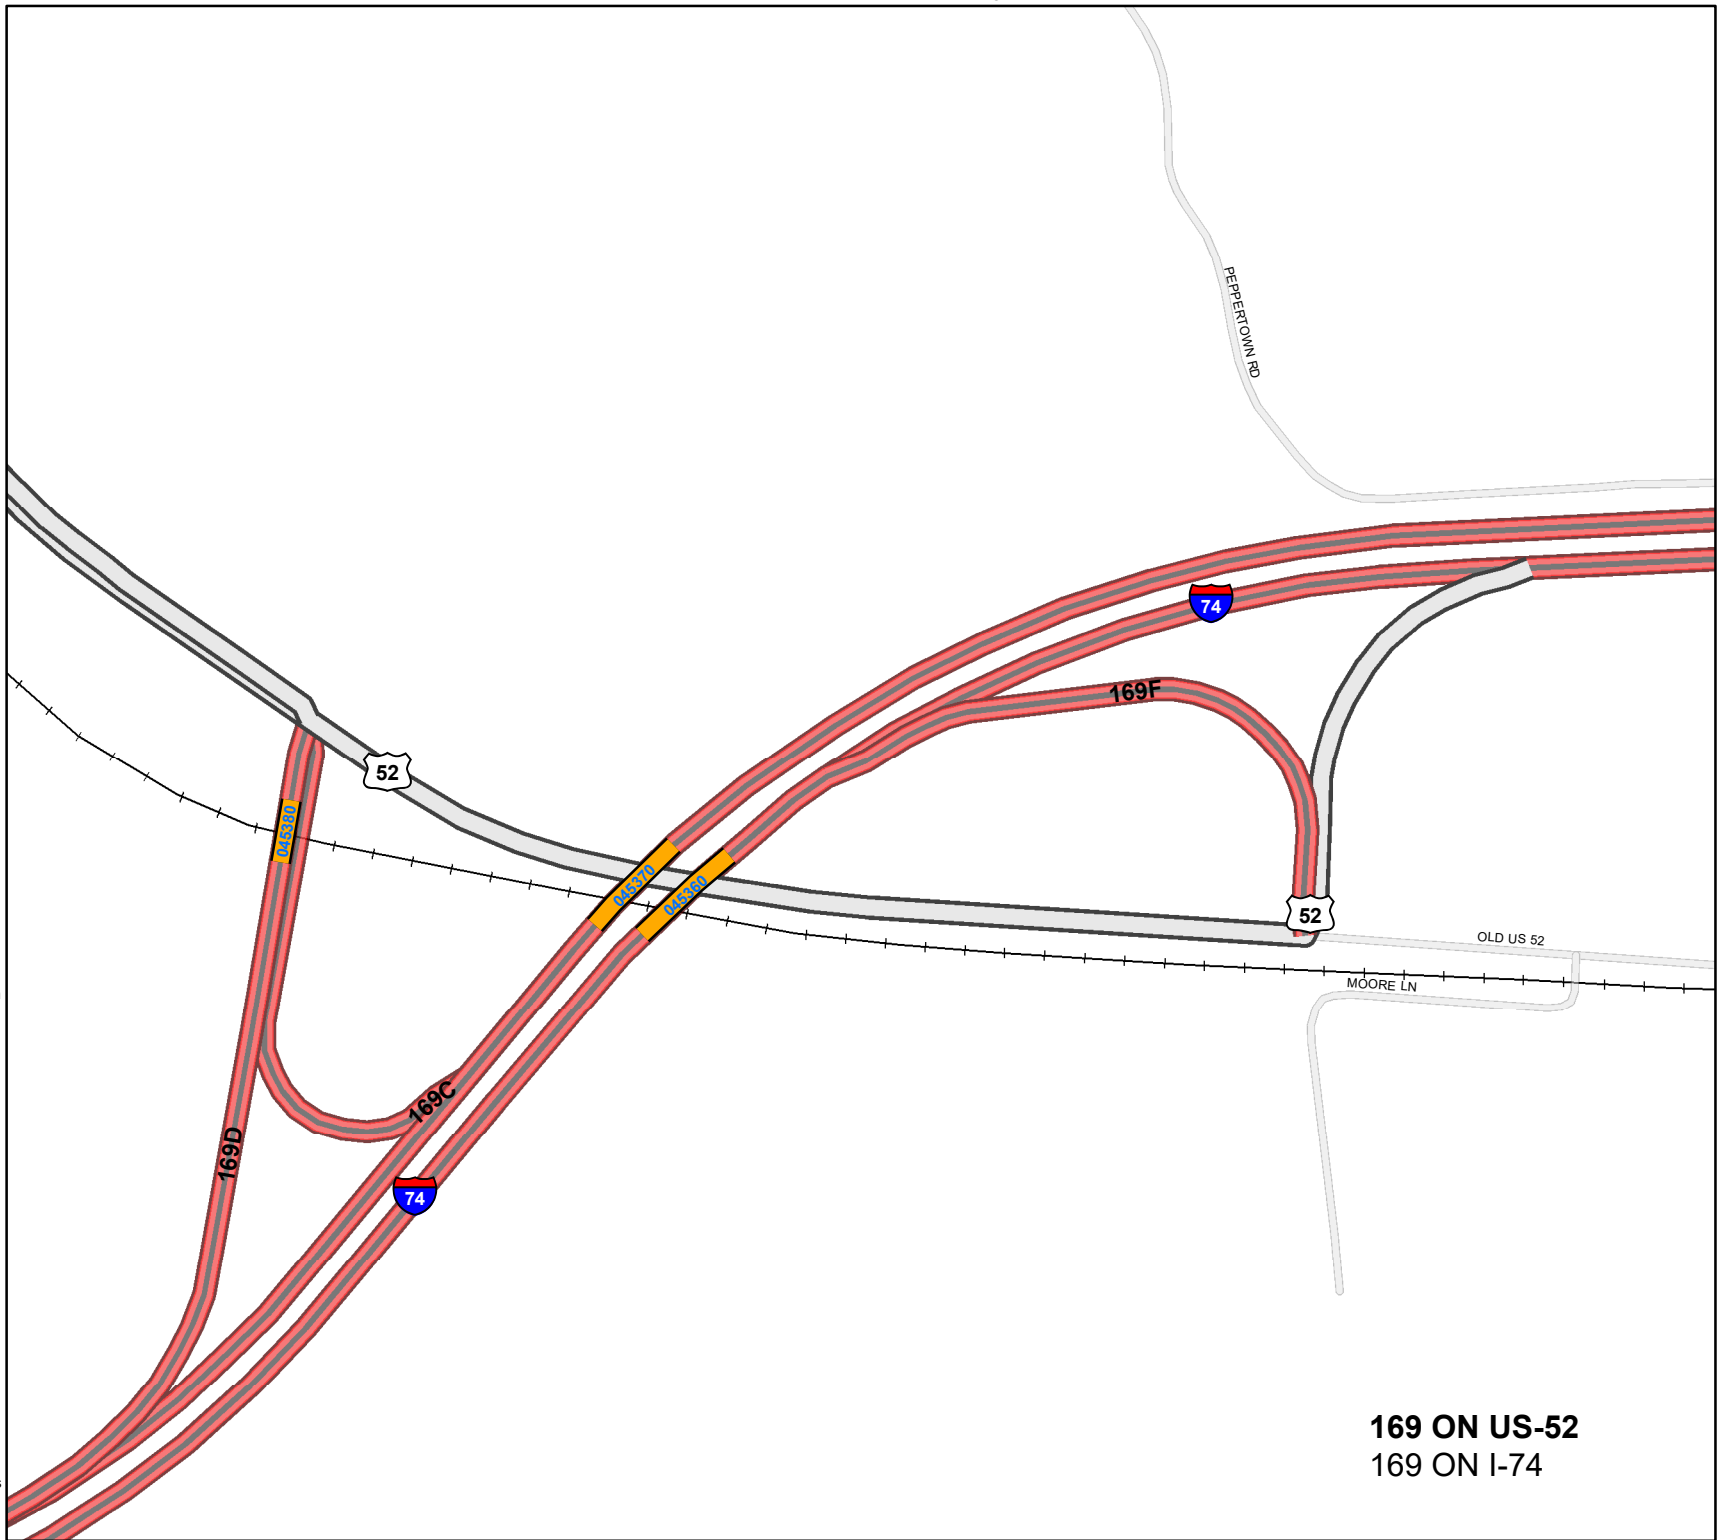 PEPPERTOWN RD
74
169F
52
045380
045370
045360
52
OLD US 52
MOORE LN
169C
169D
74
169 ON US-52
169 ON I-74